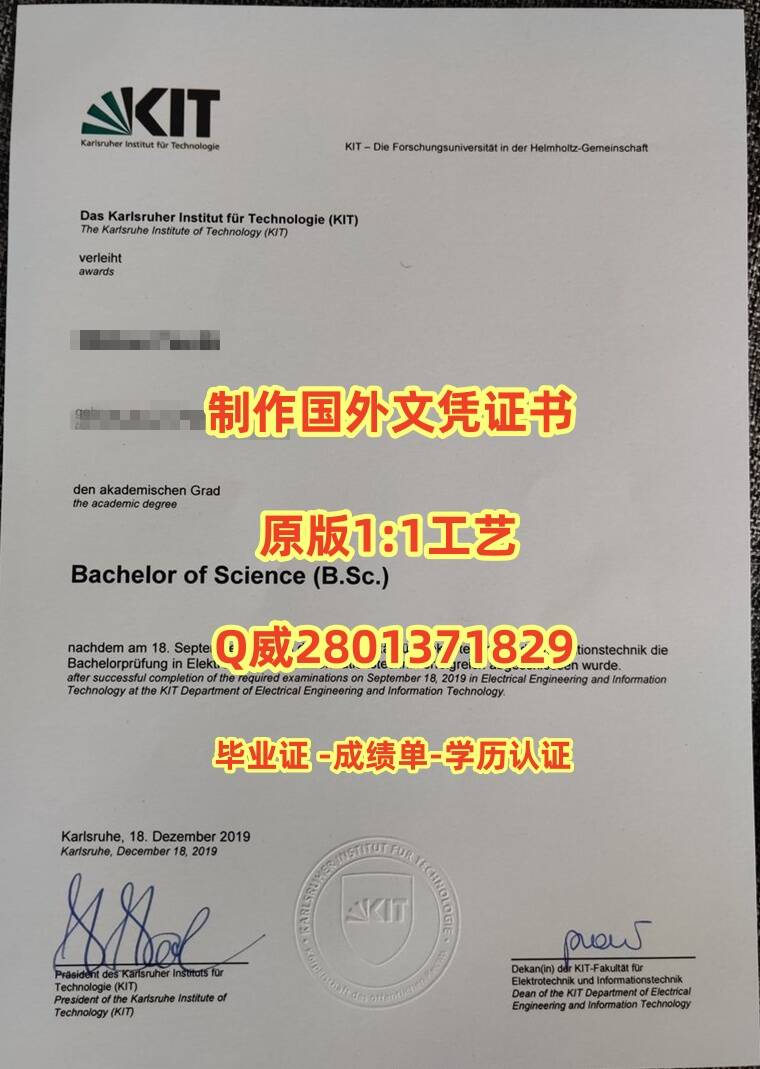 KIT
Karlsruher Institut für Technologie
KIT – Die Forschungsuniversität in der Helmholtz-Gemeinschaft
Das Karlsruher Institut für Technologie (KIT)
The Karlsruhe Institute of Technology (KIT)
verleiht
awards
制作国外文凭证书
den akademischen Grad
the academic degree
原版1:1工艺
Bachelor of Science (B.Sc.)
Q威2801371829
nachdem am 18. die
Bachelorprüfung in wurde.
after successful completion of the required examinations on September 18, 2019 in Electrical Engineering and Information
Technology at the KIT Department of Electrical Engineering and Information Technology.
毕业证 -成绩单-学历认证
Karlsruhe, 18. Dezember 2019
Karlsruhe, December 18, 2019
KARLSRUHER INSTITUT FÜR TECHNOLOGIE
KIT
Präsident des Karlsruher Instituts für
Technologie (KIT)
President of the Karlsruhe Institute of
Technology (KIT)
Dekan(in) der KIT-Fakultät für
Elektrotechnik und Informationstechnik
Dean of the KIT Department of Electrical
Engineering and Information Technology